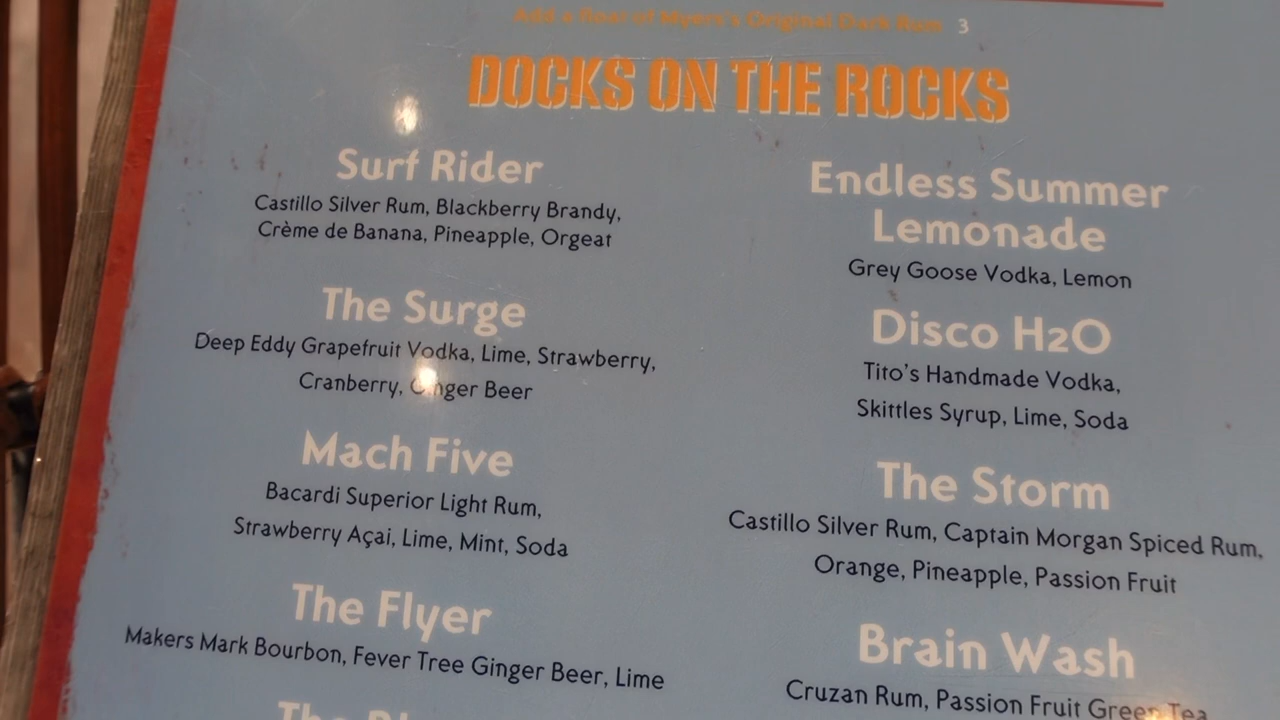 Add a float of Myers's Original Dark Rum 3
DOCKS ON THE ROCKS
Surf Rider
Castillo Silver Rum, Blackberry Brandy,
Crème de Banana, Pineapple, Orgeat
The Surge
Deep Eddy Grapefruit Vodka, Lime, Strawberry,
Cranberry, Ginger Beer
Mach Five
Bacardi Superior Light Rum,
Strawberry Açai, Lime, Mint, Soda
The Flyer
Makers Mark Bourbon, Fever Tree Ginger Beer, Lime
The
Endless Summer
Lemonade
Grey Goose Vodka, Lemon
Disco H2O
Tito's Handmade Vodka,
Skittles Syrup, Lime, Soda
The Storm
Castillo Silver Rum, Captain Morgan Spiced Rum,
Orange, Pineapple, Passion Fruit
Brain Wash
Cruzan Rum, Passion Fruit Green Tea